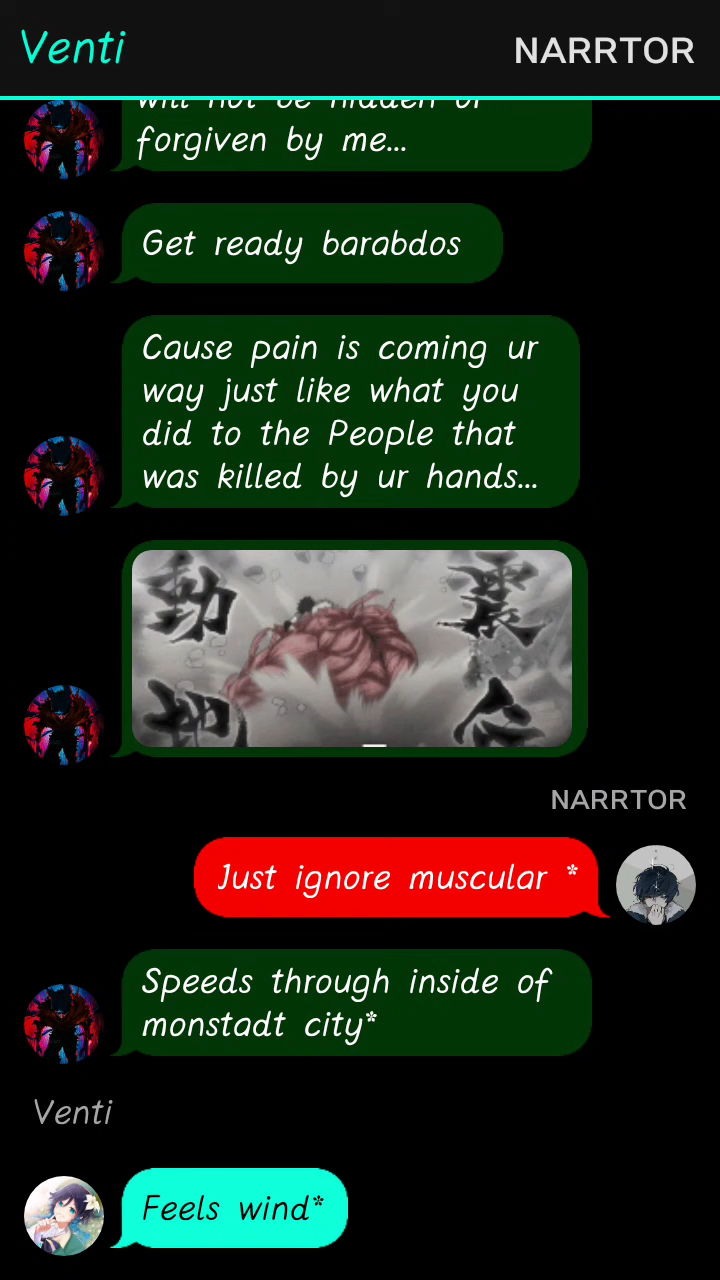 Venti
NARRTOR
will not be hidden or
forgiven by me...
Get ready barabdos
Cause pain is coming ur
way just like what you
did to the People that
was killed by ur hands...
動 震
地
NARRTOR
Just ignore muscular *
Speeds through inside of
monstadt city*
Venti
Feels wind*